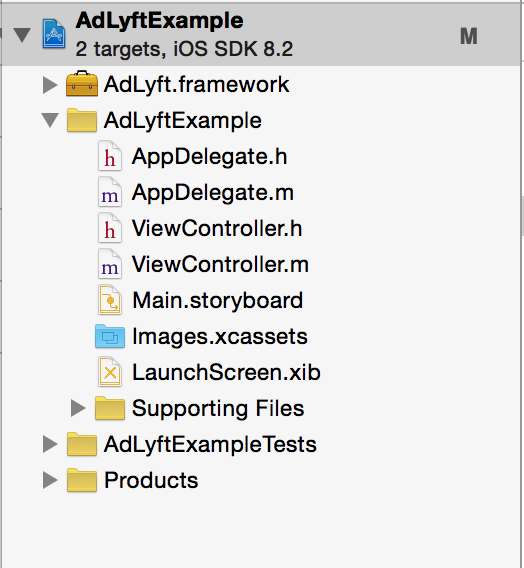 AdLyftExample
2 targets, iOS SDK 8.2
M
AdLyft.framework
AdLyftExample
h AppDelegate.h
m AppDelegate.m
h ViewController.h
m ViewController.m
Main.storyboard
Images.xcassets
LaunchScreen.xib
Supporting Files
AdLyftExampleTests
Products